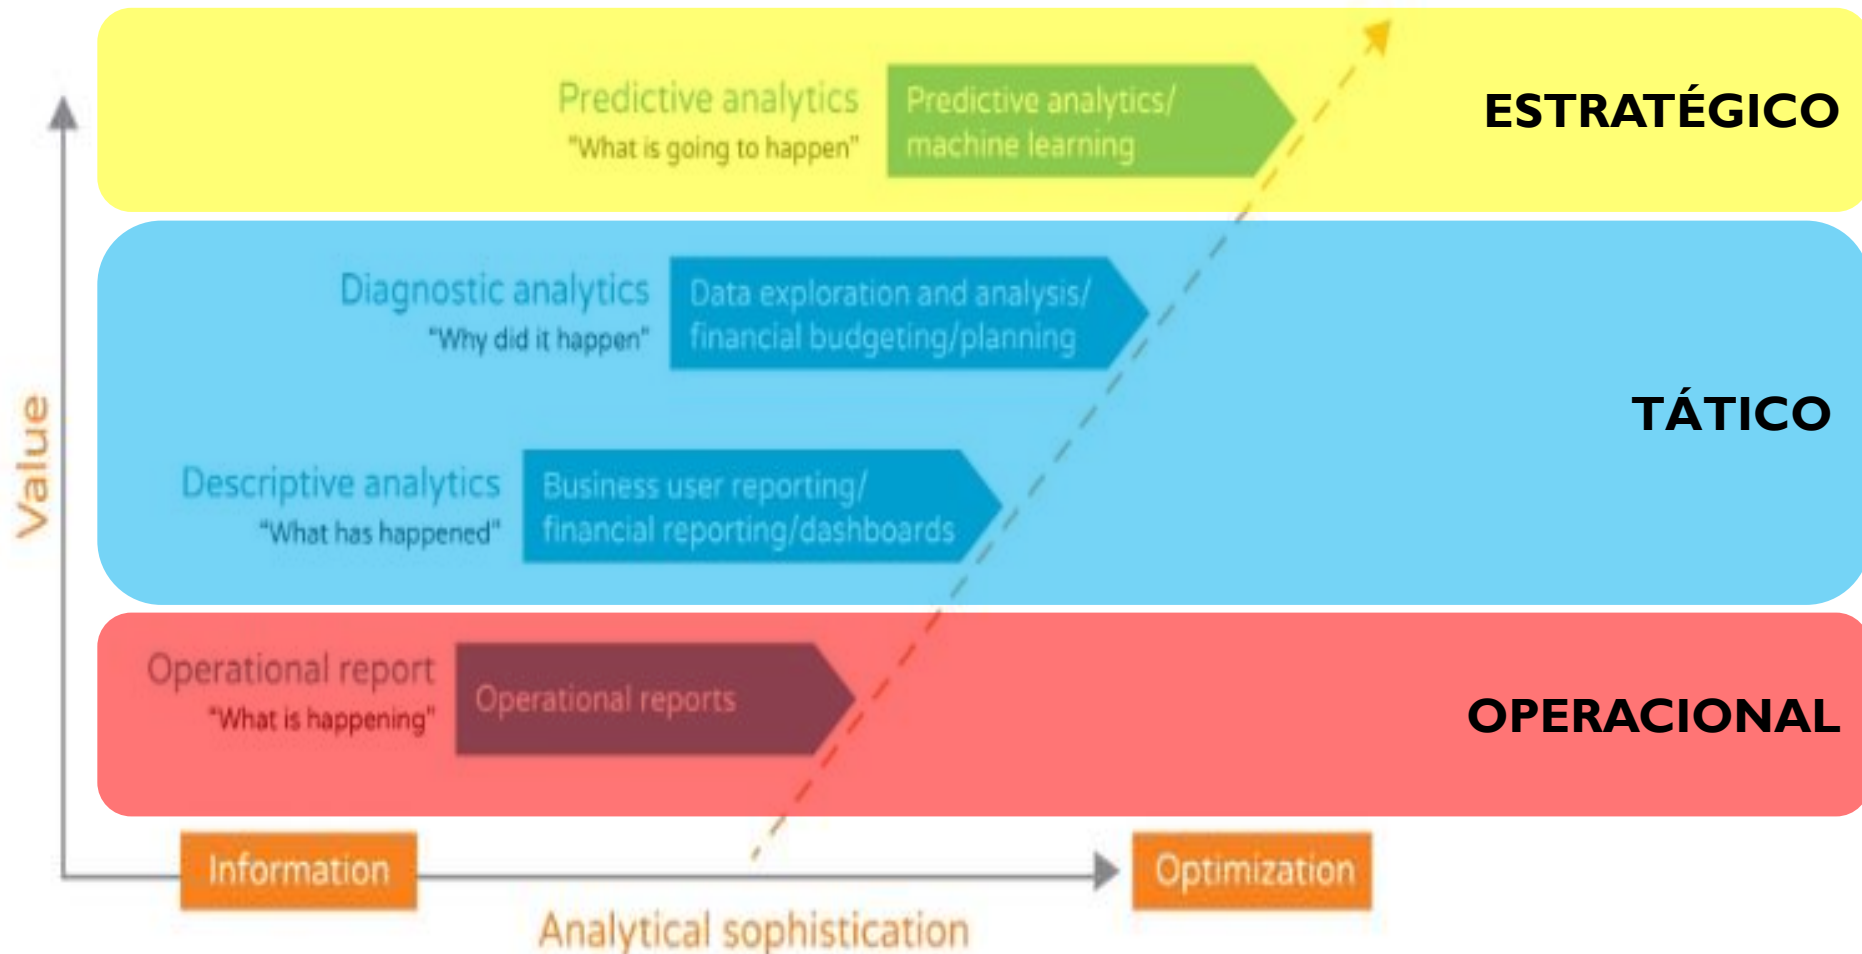 Predictive analytics
"What is going to happen"
Predictive analytics/
machine learning
ESTRATÉGICO
Diagnostic analytics
"Why did it happen"
Data exploration and analysis/
financial budgeting/planning
TÁTICO
Value
Descriptive analytics
"What has happened"
Business user reporting/
financial reporting/dashboards
Operational report
"What is happening"
Operational reports
OPERACIONAL
Information
Optimization
Analytical sophistication